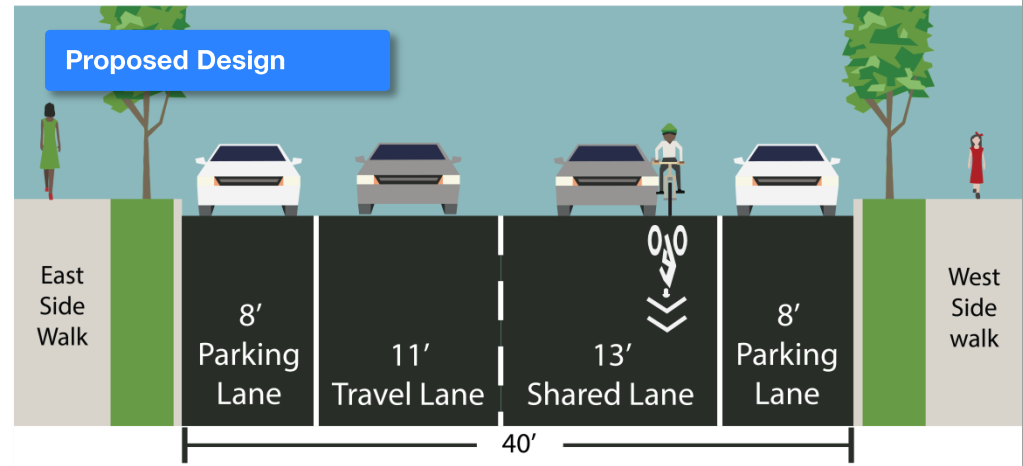 Proposed Design
East
Side
Walk
8’
Parking
Lane
11’
Travel Lane
13’
Shared Lane
8’
Parking
Lane
West
Side
walk
40’